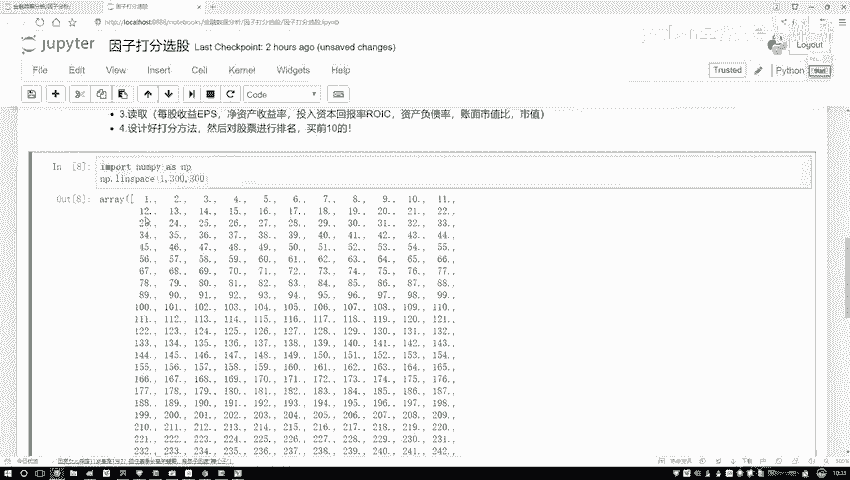 jupyter 因子打分选股 Last Checkpoint: 2 hours ago (unsaved changes)
Logout
File Edit View Insert Cell Kernel Widgets Help
Trusted Python
Code
3.读取（每股收益EPS，净资产收益率，投入资本回报率ROIC，资产负债率，账面市值比，市值）
4.设计好打分方法，然后对股票进行排名，买前10的！
In [8]: import numpy as np
np.linspace(1,300,300)
Out[8]: array([ 1., 2., 3., 4., 5., 6., 7., 8., 9., 10., 11.,
12., 13., 14., 15., 16., 17., 18., 19., 20., 21., 22.,
23., 24., 25., 26., 27., 28., 29., 30., 31., 32., 33.,
34., 35., 36., 37., 38., 39., 40., 41., 42., 43., 44.,
45., 46., 47., 48., 49., 50., 51., 52., 53., 54., 55.,
56., 57., 58., 59., 60., 61., 62., 63., 64., 65., 66.,
67., 68., 69., 70., 71., 72., 73., 74., 75., 76., 77.,
78., 79., 80., 81., 82., 83., 84., 85., 86., 87., 88.,
89., 90., 91., 92., 93., 94., 95., 96., 97., 98., 99.,
100., 101., 102., 103., 104., 105., 106., 107., 108., 109., 110.,
111., 112., 113., 114., 115., 116., 117., 118., 119., 120., 121.,
122., 123., 124., 125., 126., 127., 128., 129., 130., 131., 132.,
133., 134., 135., 136., 137., 138., 139., 140., 141., 142., 143.,
144., 145., 146., 147., 148., 149., 150., 151., 152., 153., 154.,
155., 156., 157., 158., 159., 160., 161., 162., 163., 164., 165.,
166., 167., 168., 169., 170., 171., 172., 173., 174., 175., 176.,
177., 178., 179., 180., 181., 182., 183., 184., 185., 186., 187.,
188., 189., 190., 191., 192., 193., 194., 195., 196., 197., 198.,
199., 200., 201., 202., 203., 204., 205., 206., 207., 208., 209.,
210., 211., 212., 213., 214., 215., 216., 217., 218., 219., 220.,
221., 222., 223., 224., 225., 226., 227., 228., 229., 230., 231.,
232., 233., 234., 235., 236., 237., 238., 239., 240., 241., 242.,
10:23